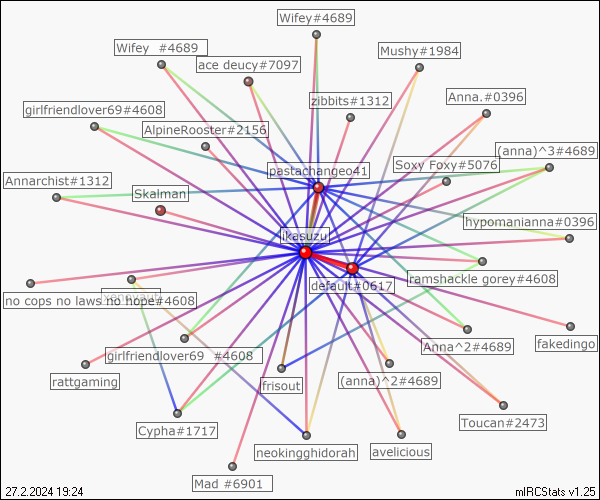 Wifey#4689
Wifey  #4689
Mushy#1984
ace deucy#7097
Anna.#0396
zibbits#1312
girlfriendlover69#4608
AlpineRooster#2156
(anna)^3#4689
Soxy Foxy#5076
pastachangeo41
Annarchist#1312
Skalman
hypomanianna#0396
ikasuzu
ramshackle gorey#4608
default#0617
no cops no laws no hope#4608
fakedingo
Anna^2#4689
girlfriendlover69  #4608
rattgaming
frisout
(anna)^2#4689
Toucan#2473
Cypha#1717
neokingghidorah
avelicious
Mad #6901
27.2.2024 19:24
mIRCStats v1.25